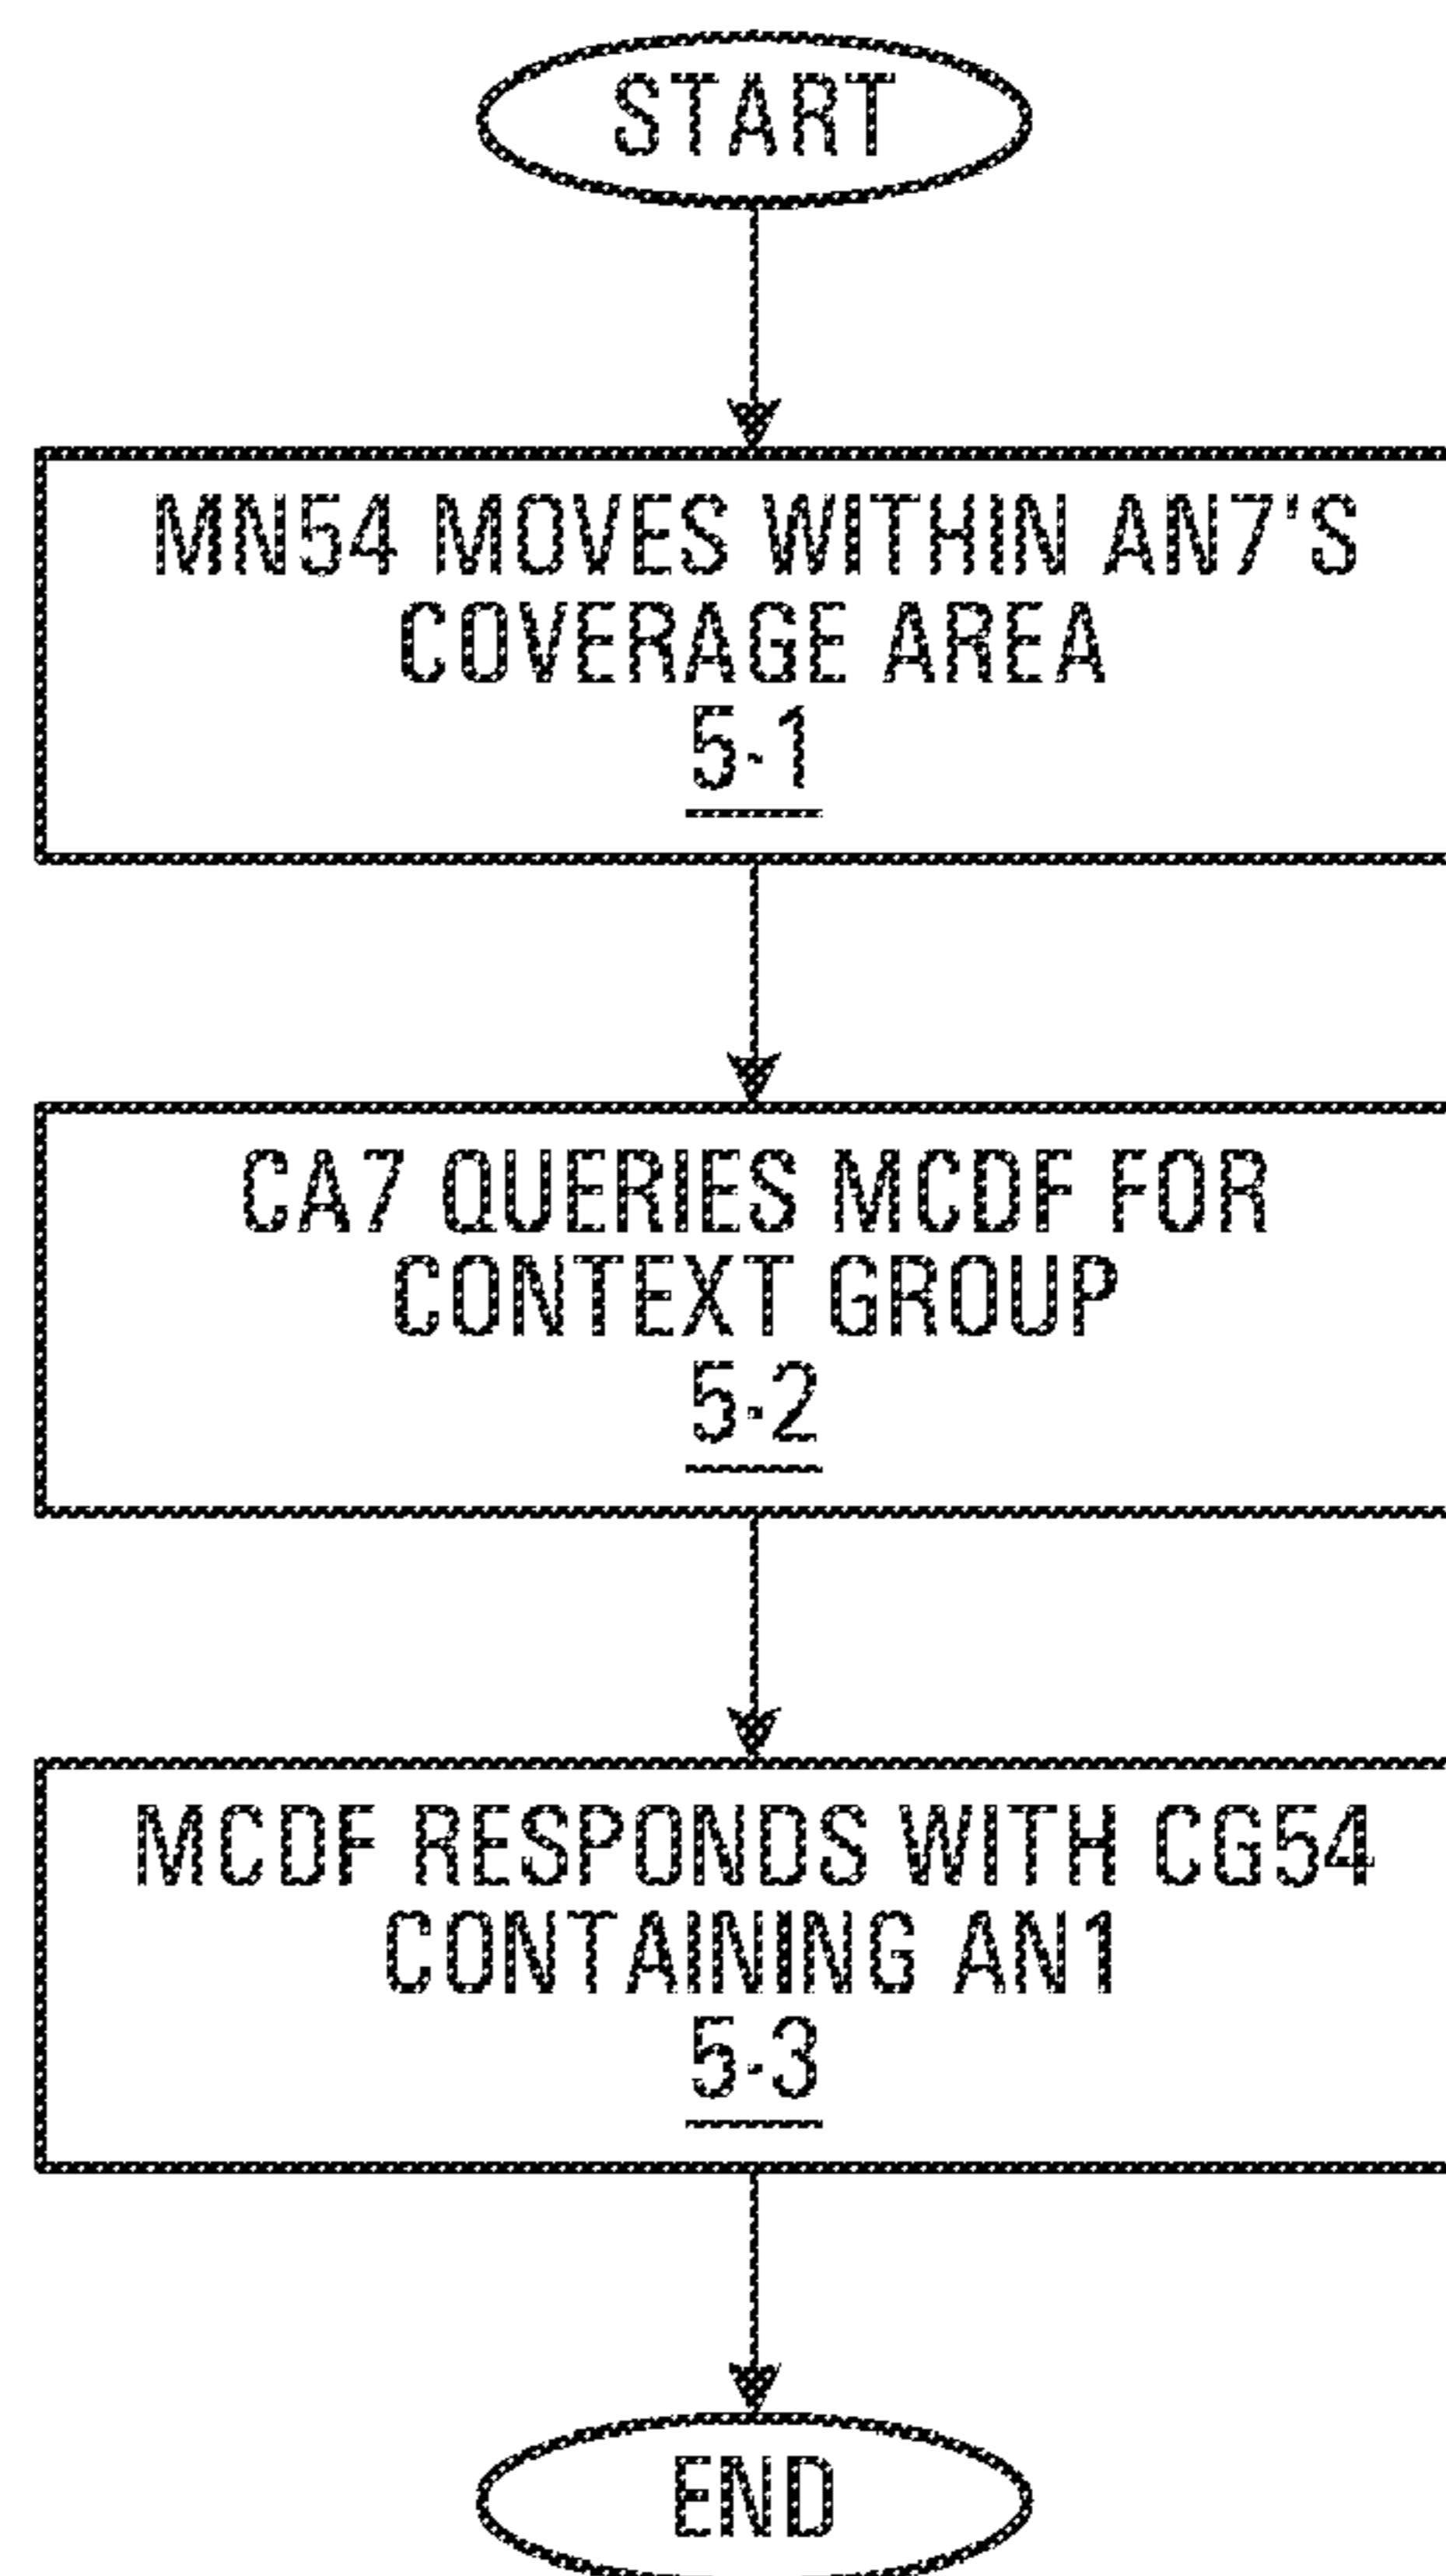 START
MN54 MOVES WITHIN AN7'S
COVERAGE AREA
5-1
CA7 QUERIES MCDF FOR
CONTEXT GROUP
5-2
MCDF RESPONDS WITH CG54
CONTAINING AN1
5-3
END